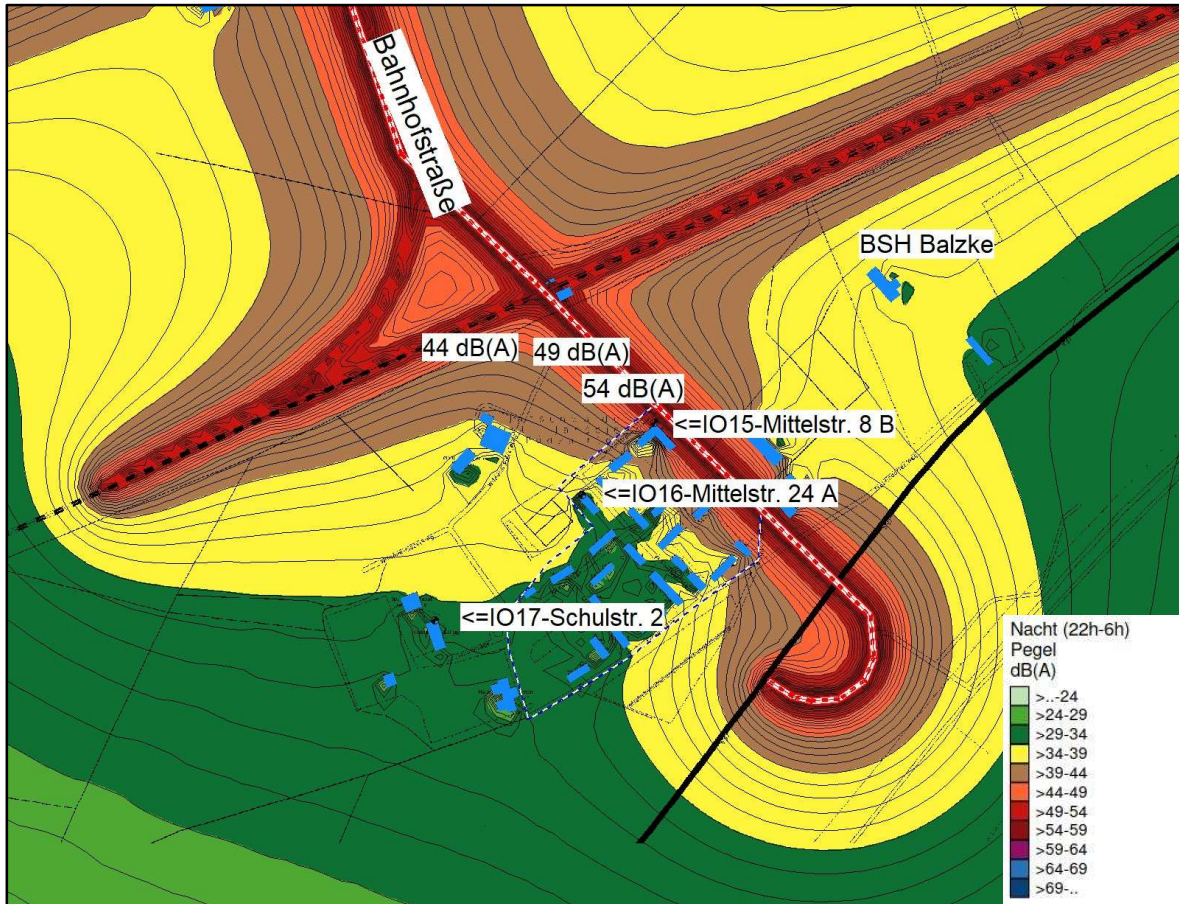 Bahnhofstraße
BSH Balzke
44 dB(A)
49 dB(A)
54 dB(A)
<=IO15-Mittelstr. 8 B
<=IO16-Mittelstr. 24 A
<=IO17-Schulstr. 2
Nacht (22h-6h)
Pegel
dB(A)
>..-24
>24-29
>29-34
>34-39
>39-44
>44-49
>49-54
>54-59
>59-64
>64-69
>69-..